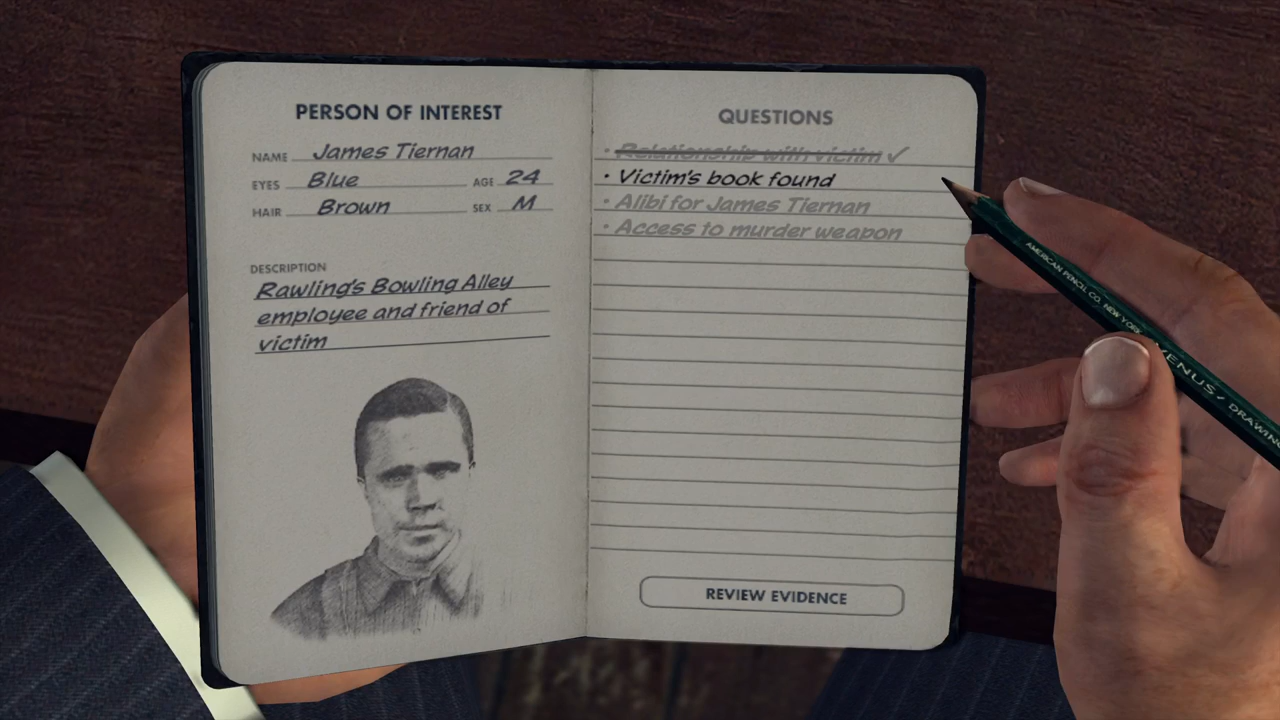 PERSON OF INTEREST
NAME James Tiernan
EYES Blue AGE 24
HAIR Brown SEX M
DESCRIPTION
Rawling's Bowling Alley
employee and friend of
victim
QUESTIONS
• Relationship with victim ✓
• Victim's book found
• Alibi for James Tiernan
• Access to murder weapon
REVIEW EVIDENCE
AMERICAN PENCIL CO. NEW YORK
VENUS DRAWING